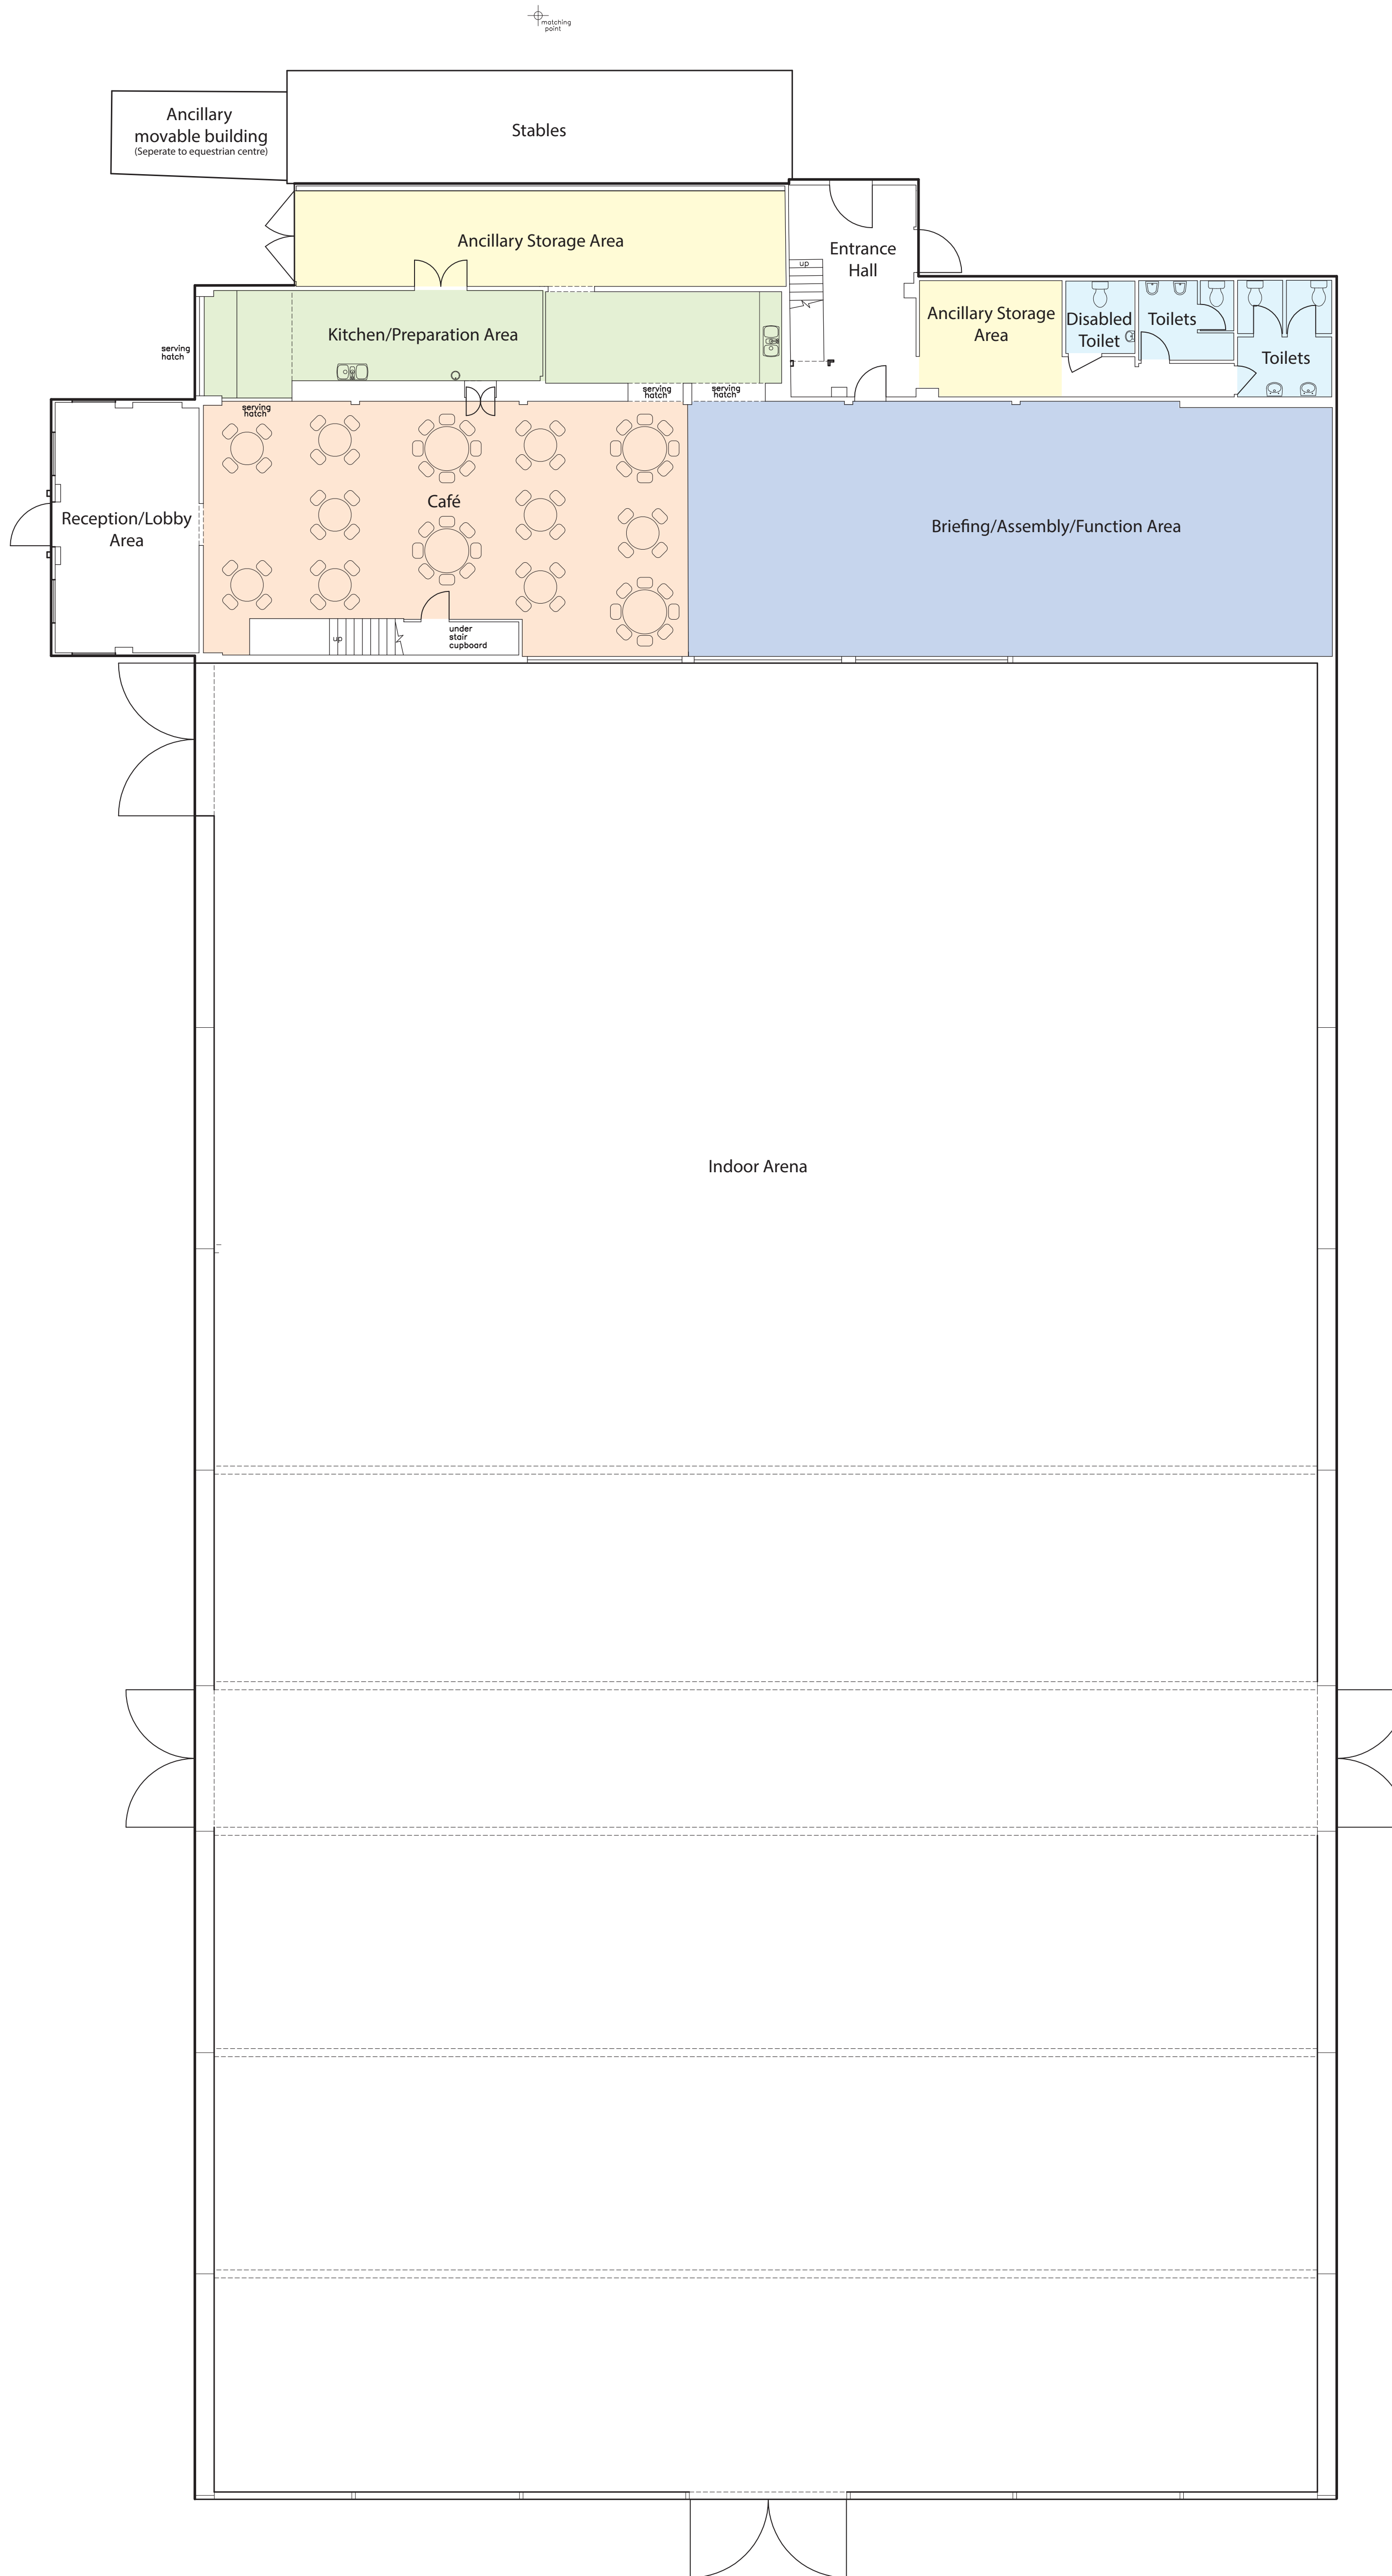 matching
point
Ancillary
movable building
(Seperate to equestrian centre)
Stables
Ancillary Storage Area
Entrance
Hall
up
Kitchen/Preparation Area
Ancillary Storage
Area
Disabled
Toilet
Toilets
Toilets
serving
hatch
serving
hatch
serving
hatch
serving
hatch
Café
Reception/Lobby
Area
Briefing/Assembly/Function Area
up
under
stair
cupboard
Indoor Arena